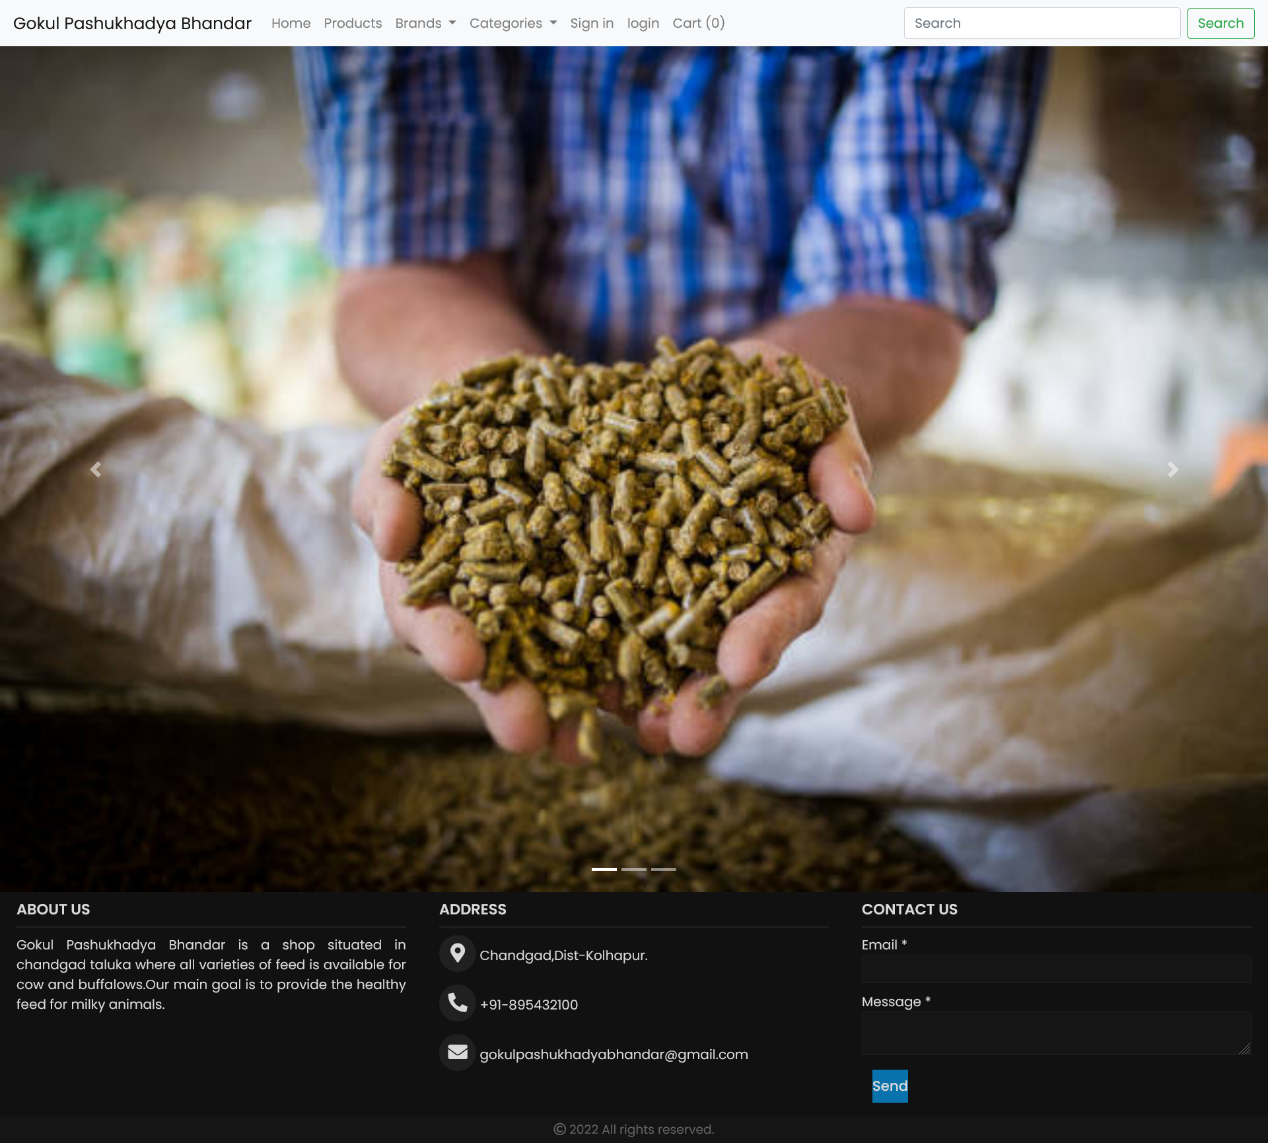 Gokul Pashukhadya Bhandar Home Products Brands Categories Sign in login Cart (0) Search Search
ABOUT US
Gokul Pashukhadya Bhandar is a shop situated in
chandgad taluka where all varieties of feed is available for
cow and buffalows.Our main goal is to provide the healthy
feed for milky animals.
ADDRESS
Chandgad,Dist-Kolhapur.
+91-895432100
gokulpashukhadyabhandar@gmail.com
CONTACT US
Email *
Message *
Send
© 2022 All rights reserved.